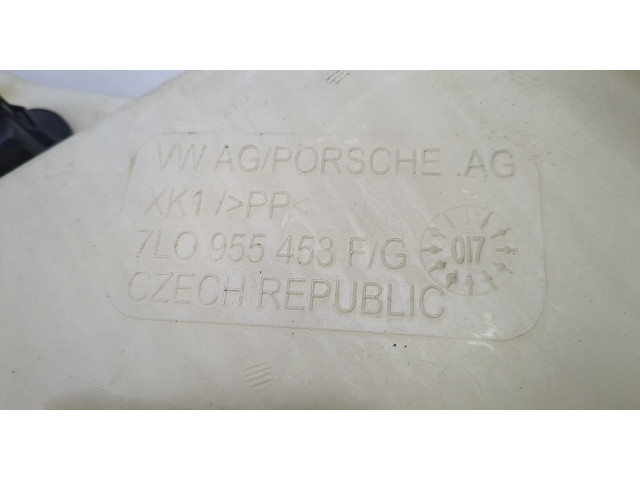 VW AG/PORSCHE .AG
XK1 />PP<
7L0 955 453 F/G
017
CZECH REPUBLIC